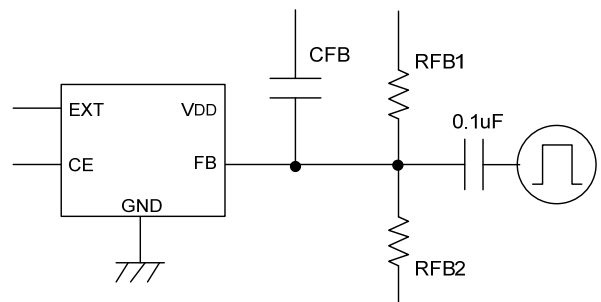 CFB
RFB1
EXT
VDD
0.1uF
CE
FB
GND
RFB2